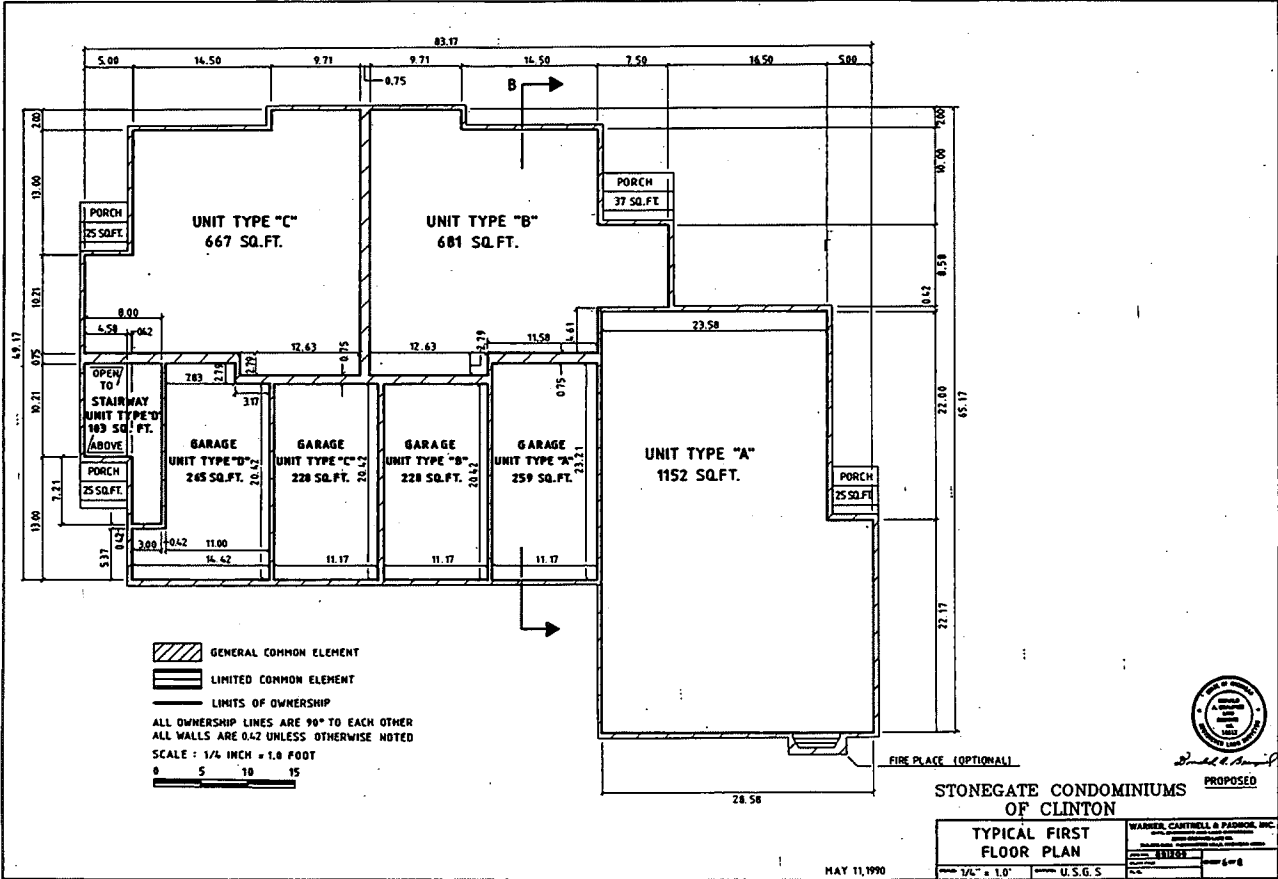 83.17
5.00 14.50 9.71 9.71 14.50 7.50 16.50 5.00
0.75
B
2.00
13.00
10.21
0.75
10.21
13.00
49.17
2.00
10.00
8.58
0.42
22.00
22.17
65.17
PORCH
25 SQ.FT.
UNIT TYPE "C"
667 SQ.FT.
UNIT TYPE "B"
681 SQ.FT.
PORCH
37 SQ.FT.
8.00
4.58 0.42
12.63
0.75
12.63
2.79
11.58
4.61
23.58
2.79
7.83
2.79
3.17
0.75
OPEN
TO
STAIRWAY
UNIT TYPE"D"
103 SQ. FT.
ABOVE
PORCH
25 SQ.FT.
7.21
GARAGE
UNIT TYPE"D"
265 SQ.FT.
20.42
GARAGE
UNIT TYPE"C"
228 SQ.FT.
20.42
GARAGE
UNIT TYPE "B"
228 SQ.FT.
20.42
GARAGE
UNIT TYPE "A"
259 SQ.FT.
23.21
UNIT TYPE "A"
1152 SQ.FT.
PORCH
25 SQ.FT
5.37
0.42
3.00 0.42 11.00
14.42 11.17 11.17 11.17
GENERAL COMMON ELEMENT
LIMITED COMMON ELEMENT
LIMITS OF OWNERSHIP
ALL OWNERSHIP LINES ARE 90° TO EACH OTHER
ALL WALLS ARE 0.42 UNLESS OTHERWISE NOTED
SCALE : 1/4 INCH = 1.0 FOOT
0 5 10 15
FIRE PLACE (OPTIONAL)
28.58
PROPOSED
STONEGATE CONDOMINIUMS
OF CLINTON
TYPICAL FIRST
FLOOR PLAN
WARNER, CANTRELL & PADMOS, INC.
1/4" = 1.0'
U.S.G.S
MAY 11,1990